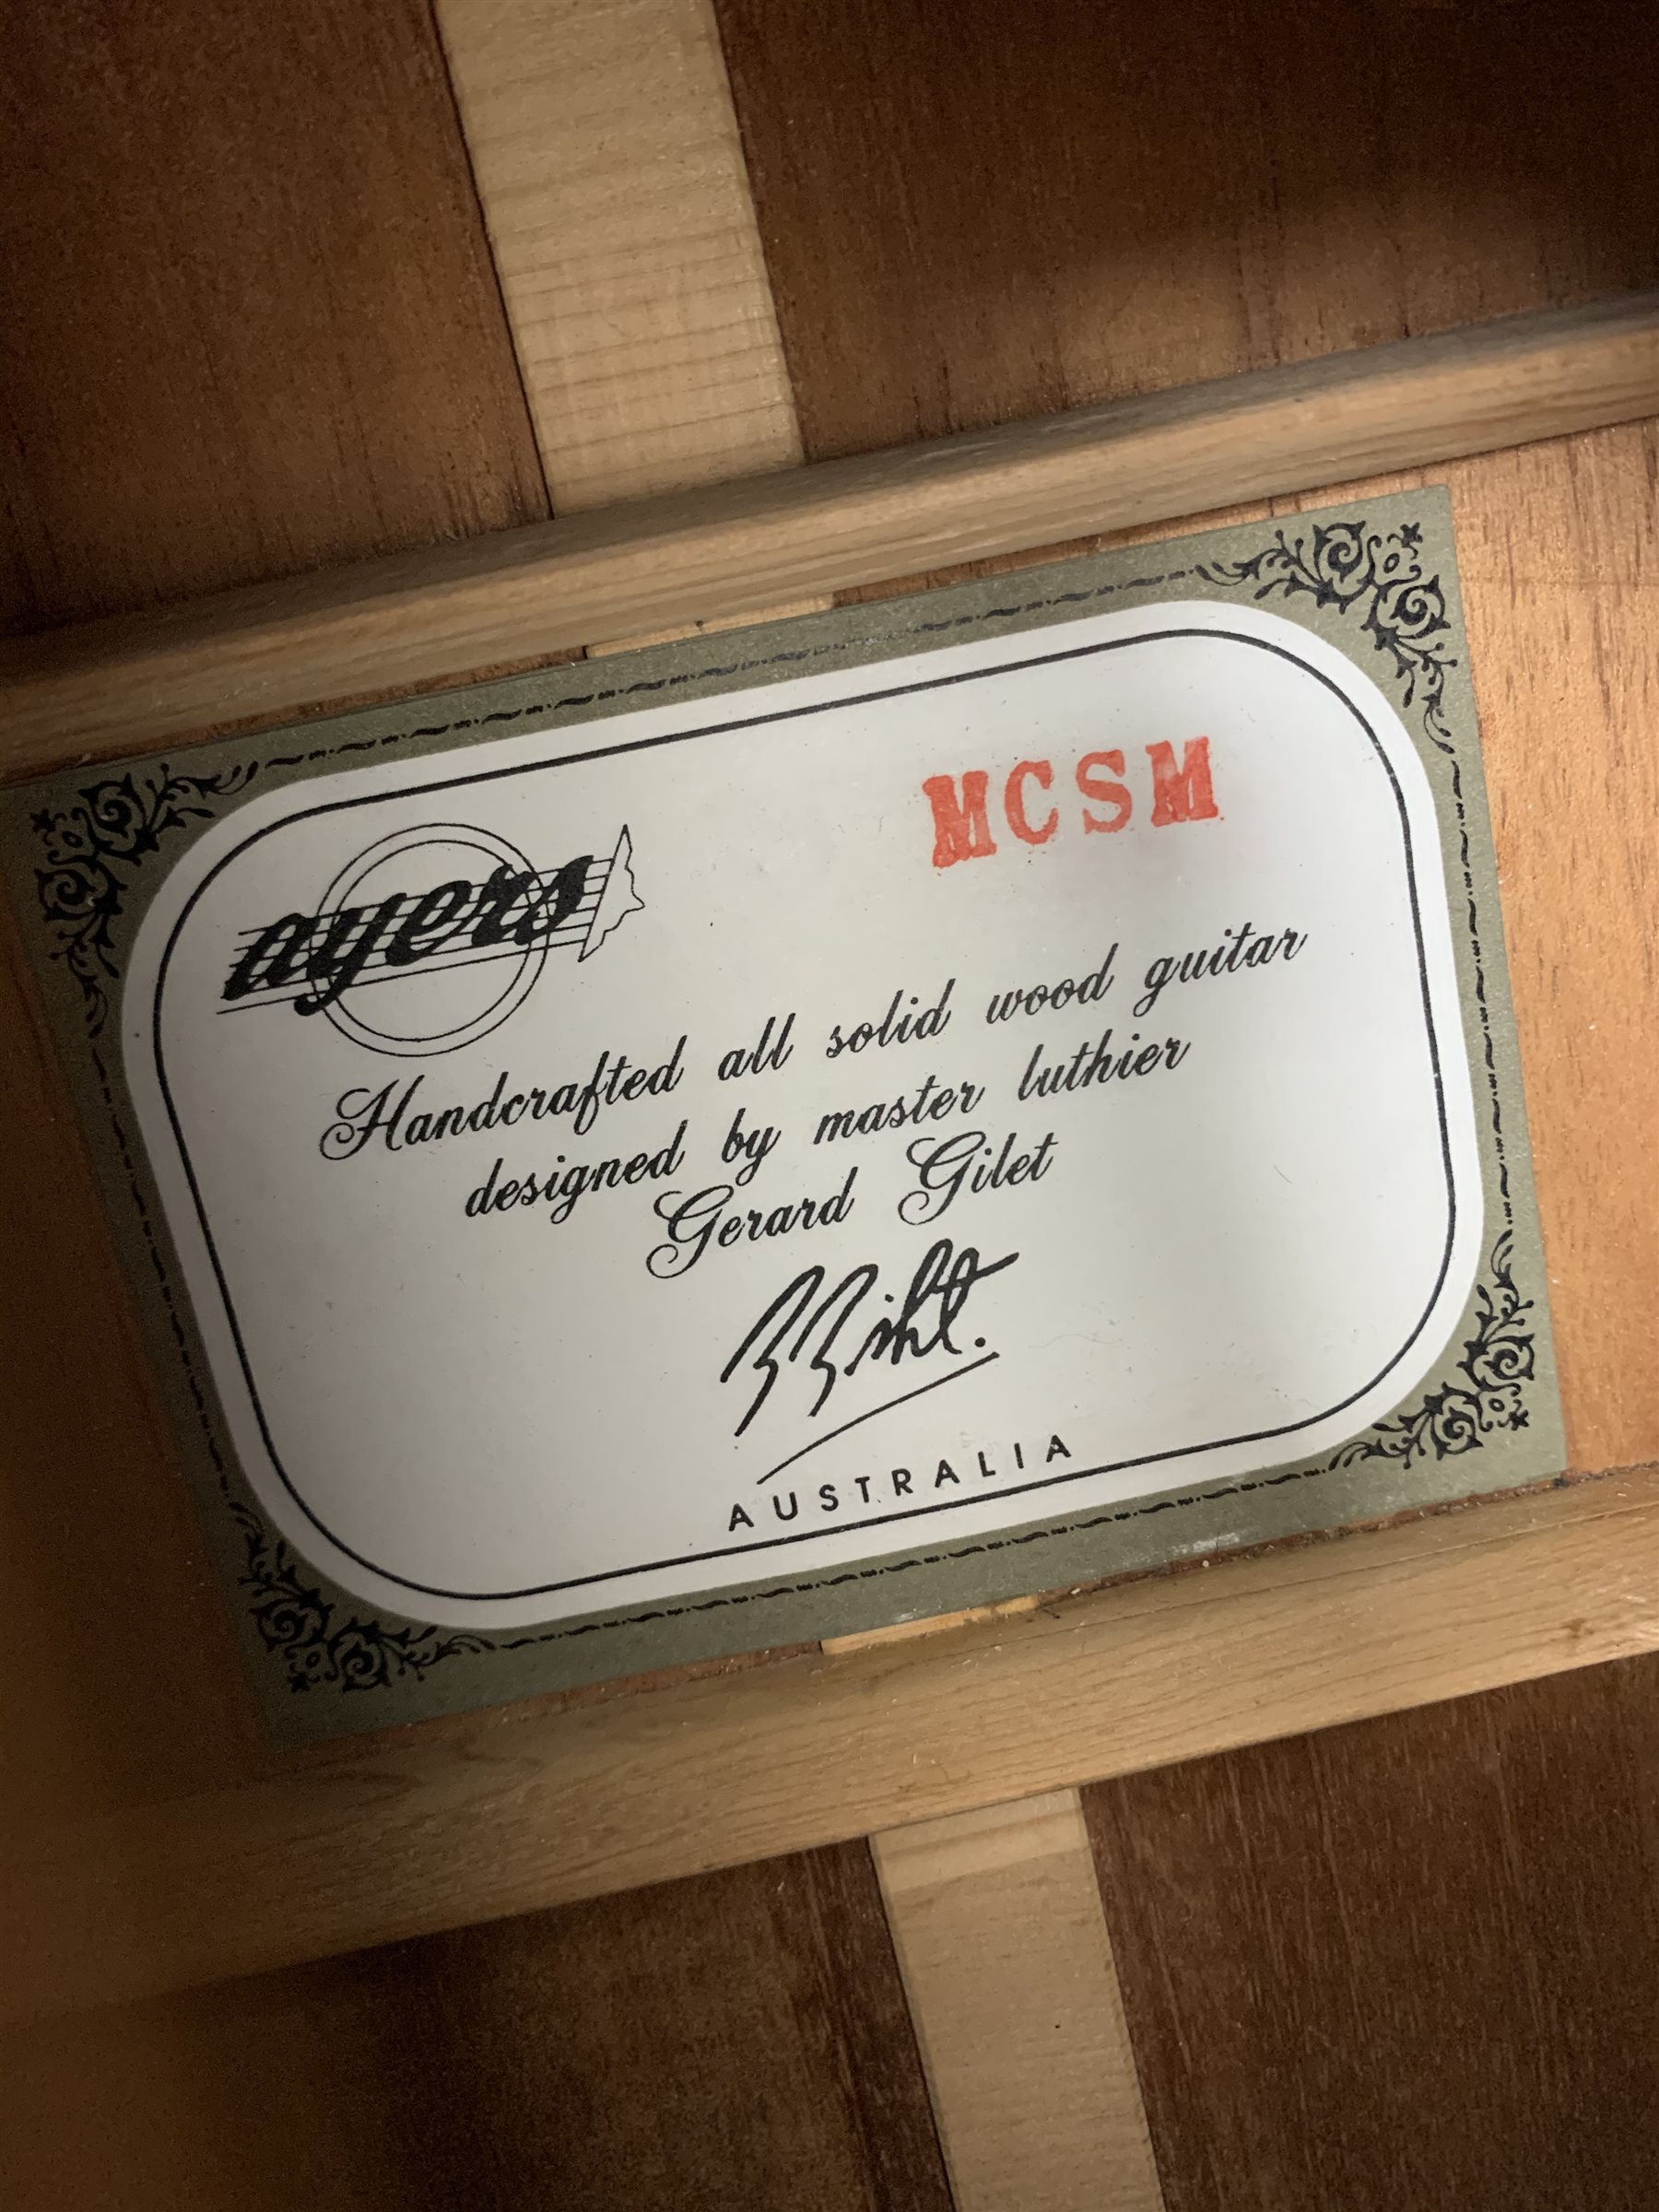 MCSM
ayers
Handcrafted all solid wood guitar
designed by master luthier
Gerard Gilet
AUSTRALIA